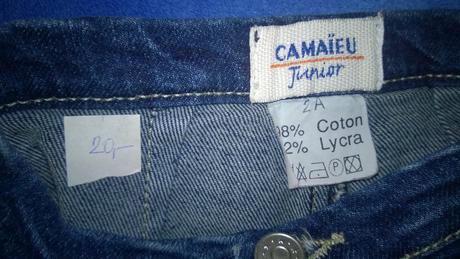 CAMAÏEU
Junior
2A
98% Coton
2% Lycra
P
20,-